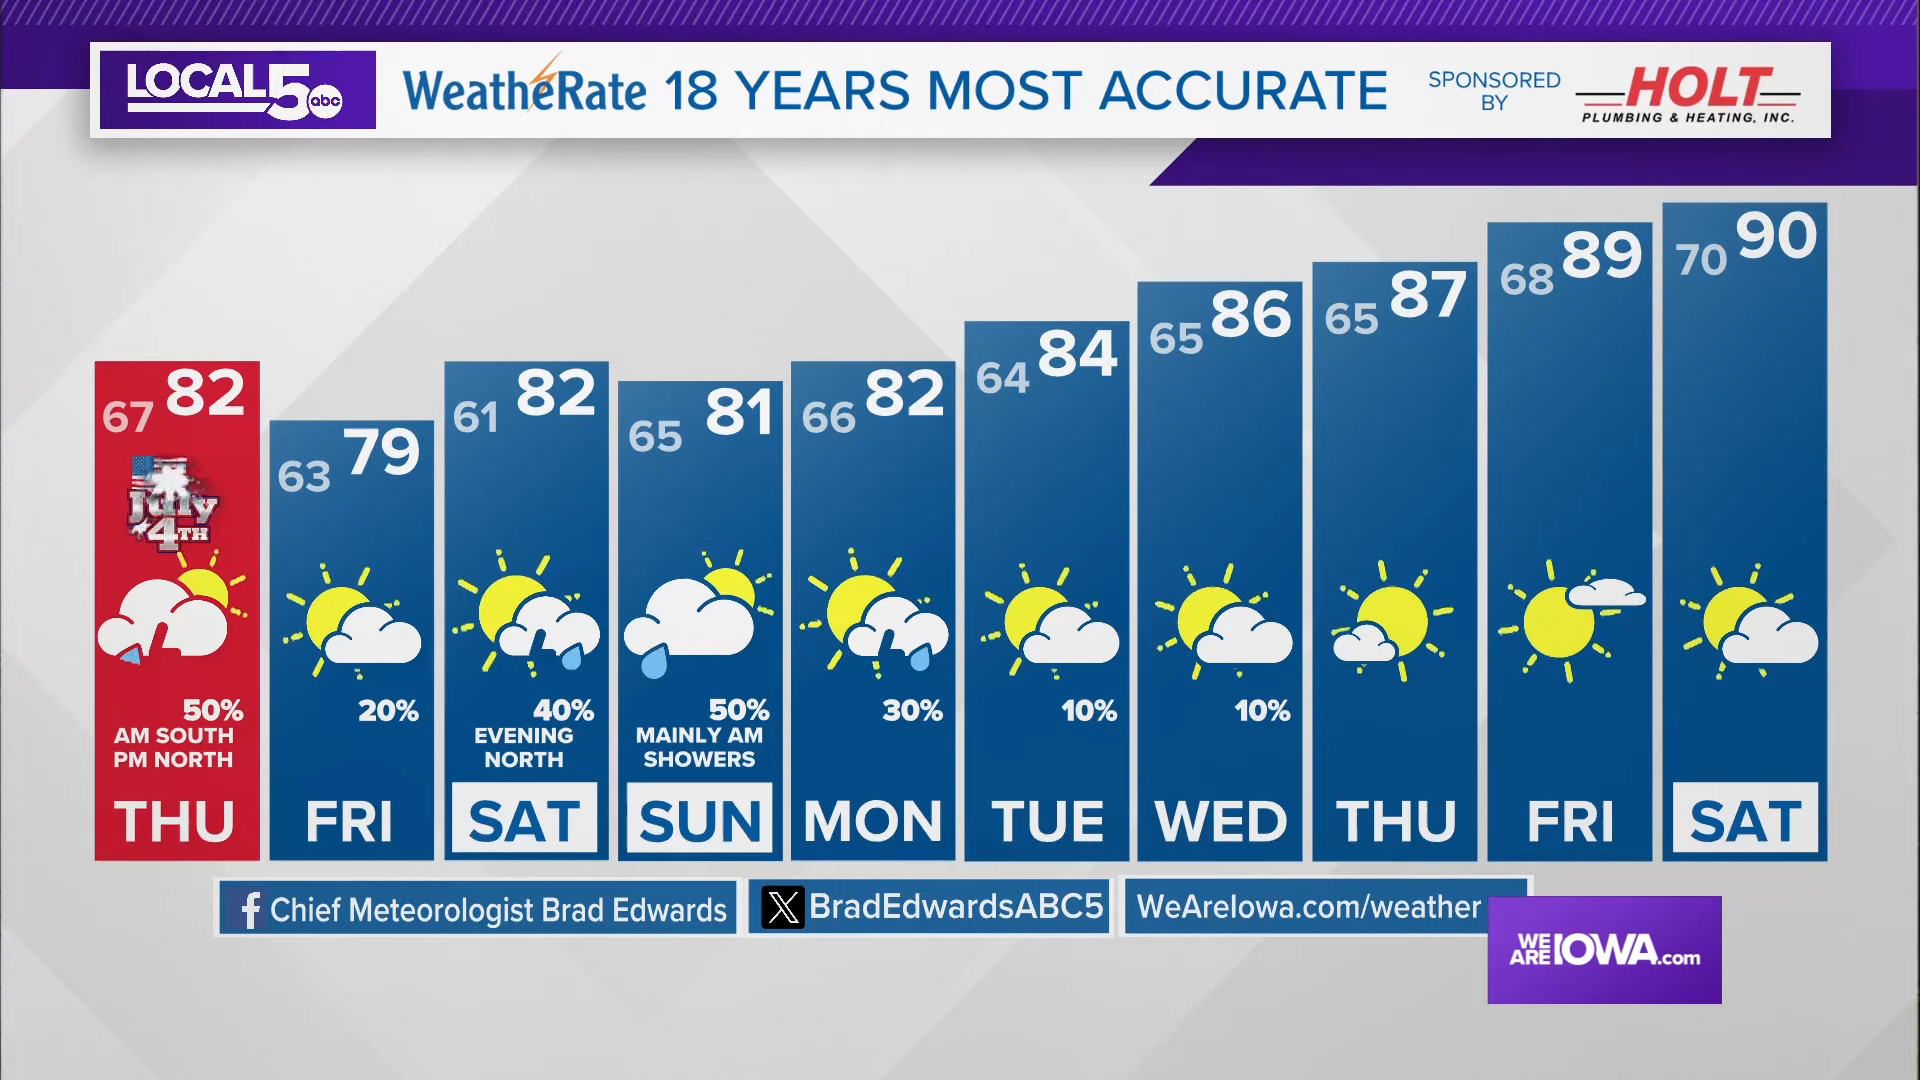 LOCAL 5 abc
WeatheRate 18 YEARS MOST ACCURATE
SPONSORED
BY
HOLT
PLUMBING & HEATING, INC.
67 82
July
4TH
50%
AM SOUTH
PM NORTH
THU
63 79
20%
FRI
61 82
40%
EVENING
NORTH
SAT
65 81
50%
MAINLY AM
SHOWERS
SUN
66 82
30%
MON
64 84
10%
TUE
65 86
10%
WED
65 87
THU
68 89
FRI
70 90
SAT
f Chief Meteorologist Brad Edwards
X BradEdwardsABC5
WeAreIowa.com/weather
WE
ARE IOWA.com